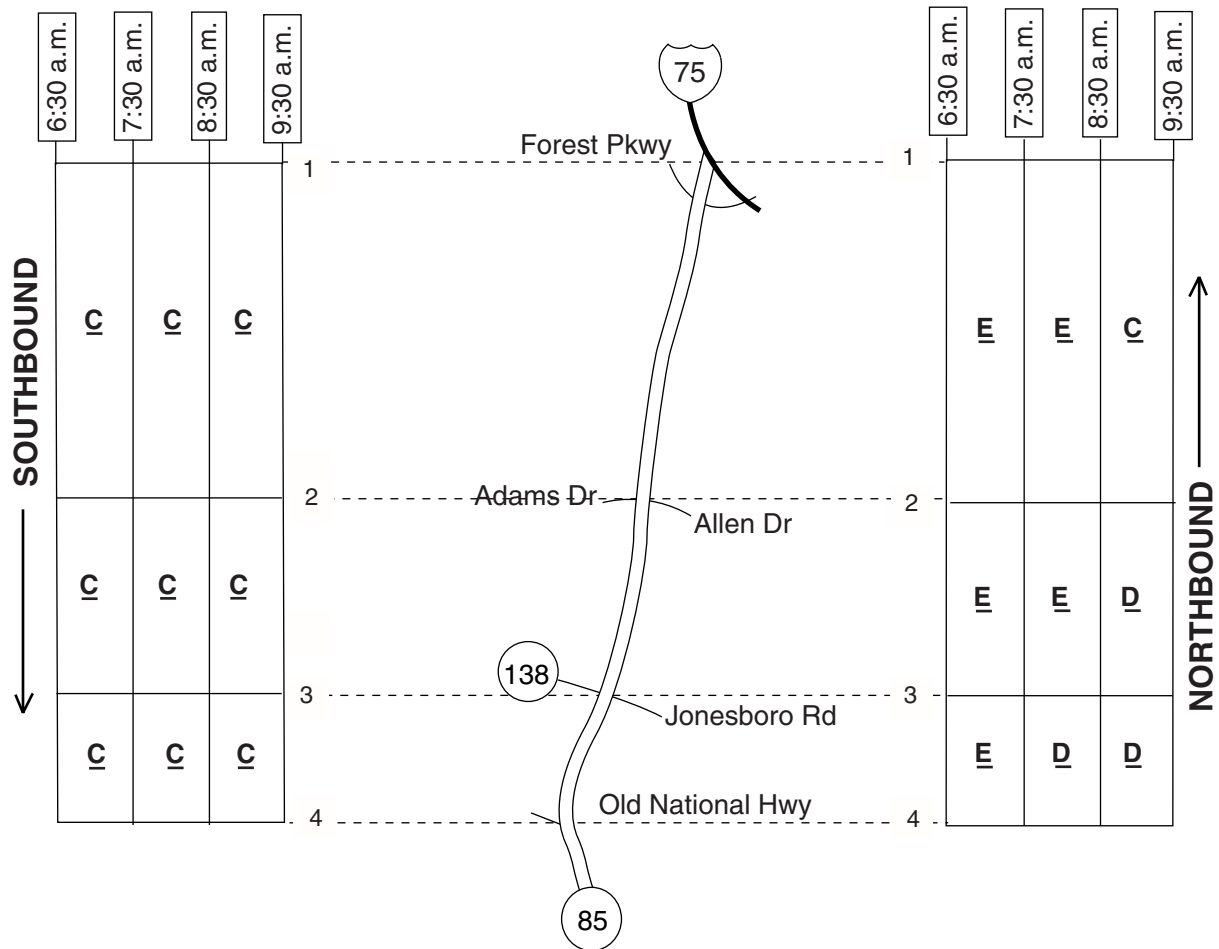 6:30 a.m.
7:30 a.m.
8:30 a.m.
9:30 a.m.
75
6:30 a.m.
7:30 a.m.
8:30 a.m.
9:30 a.m.
Forest Pkwy
1
1
SOUTHBOUND
C C C
E E C
NORTHBOUND
2
Adams Dr
2
Allen Dr
C C C
E E D
138
3
3
Jonesboro Rd
C C C
E D D
Old National Hwy
4
4
85